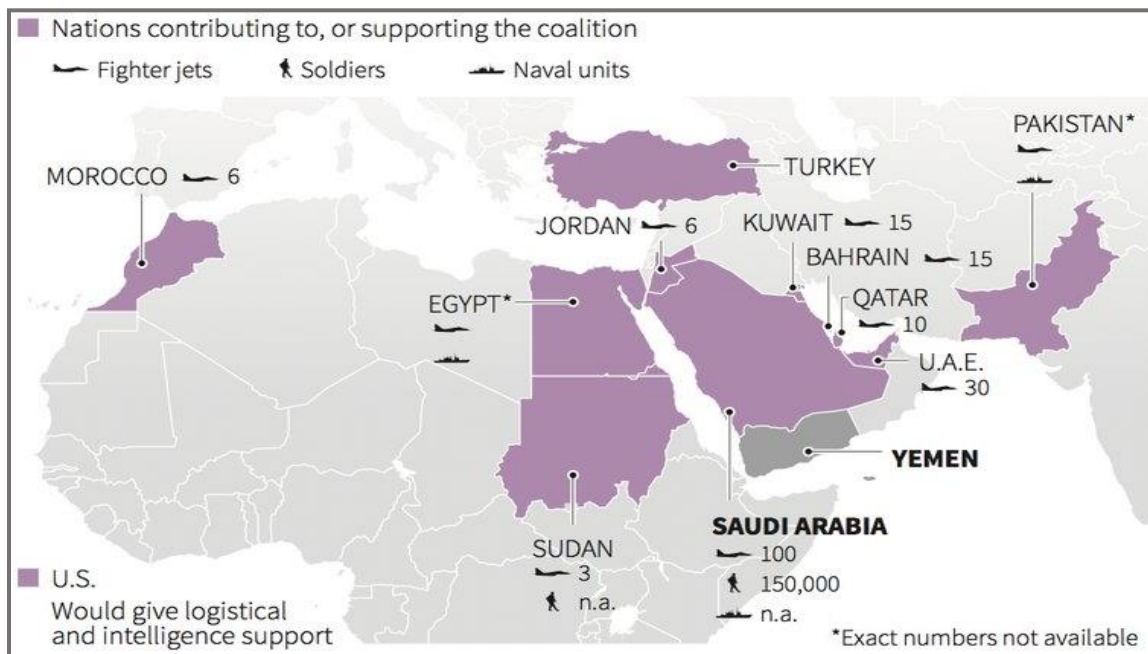 Nations contributing to, or supporting the coalition
Fighter jets Soldiers Naval units
PAKISTAN*
MOROCCO 6
TURKEY
JORDAN 6
KUWAIT 15
BAHRAIN 15
EGYPT*
QATAR
10
U.A.E.
30
YEMEN
SAUDI ARABIA
100
150,000
n.a.
SUDAN
3
n.a.
U.S.
Would give logistical
and intelligence support
*Exact numbers not available